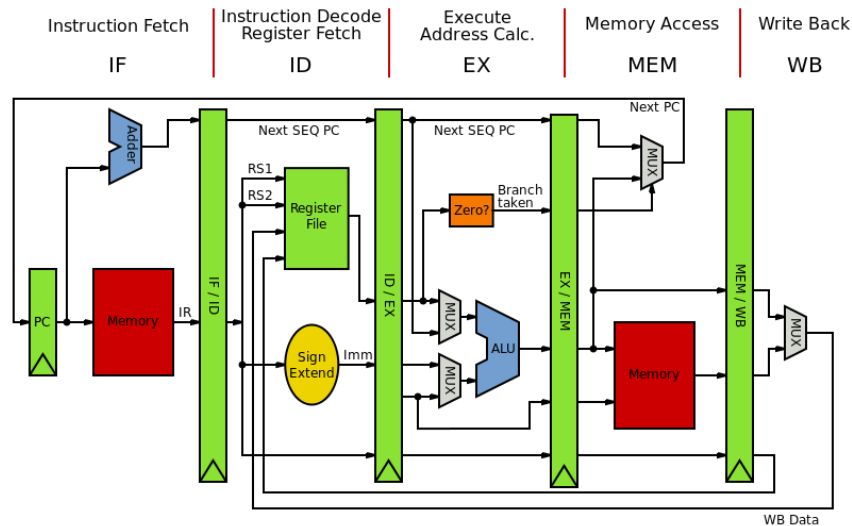 Instruction Fetch
IF
Instruction Decode
Register Fetch
ID
Execute
Address Calc.
EX
Memory Access
MEM
Write Back
WB
Next PC
Adder
Next SEQ PC
Next SEQ PC
MUX
RS1
RS2
Register
File
Zero?
Branch
taken
PC
Memory
IR
IF / ID
ID / EX
EX / MEM
MEM / WB
MUX
MUX
ALU
MUX
Sign
Extend
Imm
Memory
WB Data